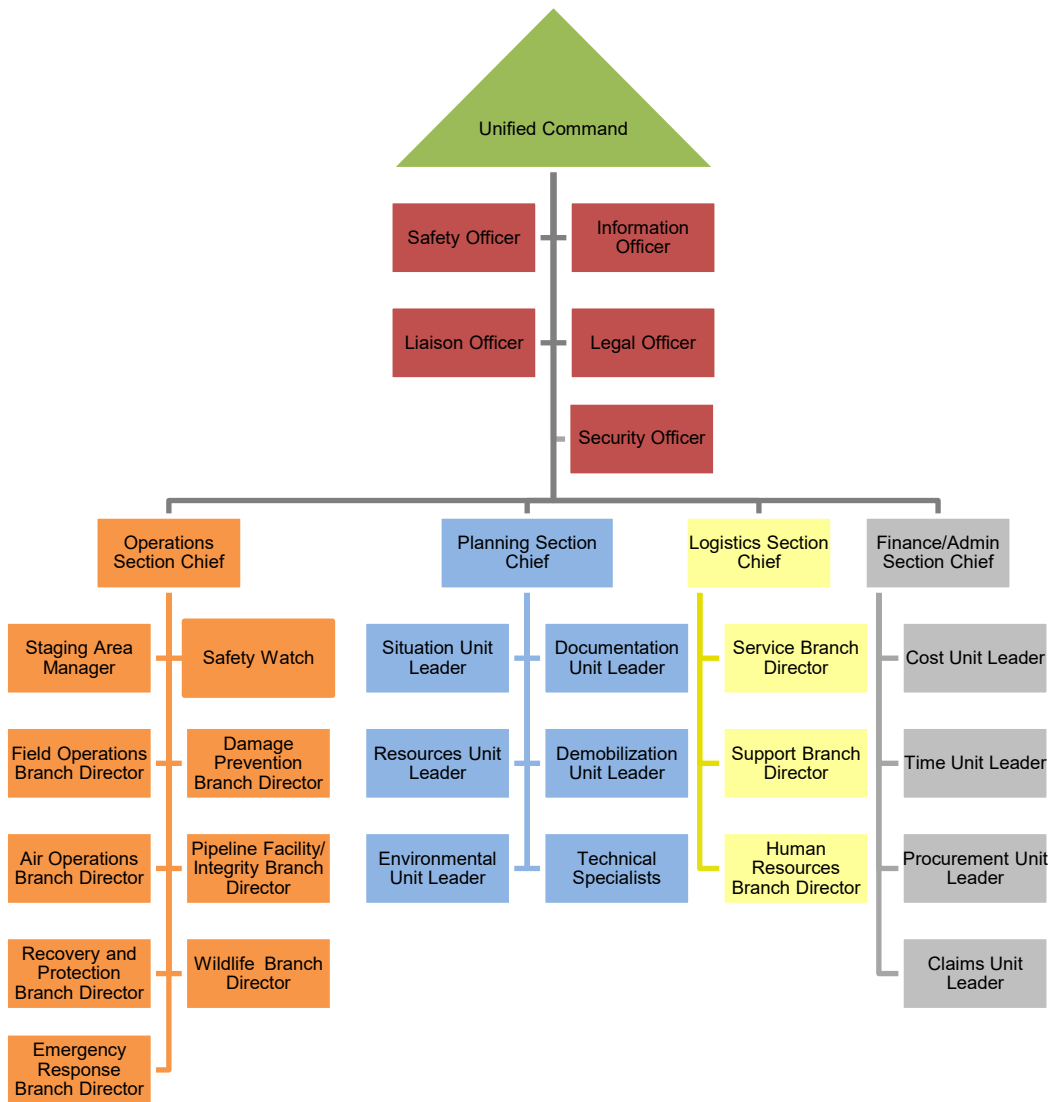 Unified Command
Safety Officer
Information
Officer
Liaison Officer
Legal Officer
Security Officer
Operations
Section Chief
Planning Section
Chief
Logistics Section
Chief
Finance/Admin
Section Chief
Staging Area
Manager
Safety Watch
Situation Unit
Leader
Documentation
Unit Leader
Service Branch
Director
Cost Unit Leader
Field Operations
Branch Director
Damage
Prevention
Branch Director
Resources Unit
Leader
Demobilization
Unit Leader
Support Branch
Director
Time Unit Leader
Air Operations
Branch Director
Pipeline Facility/
Integrity Branch
Director
Environmental
Unit Leader
Technical
Specialists
Human
Resources
Branch Director
Procurement Unit
Leader
Recovery and
Protection
Branch Director
Wildlife Branch
Director
Claims Unit
Leader
Emergency
Response
Branch Director